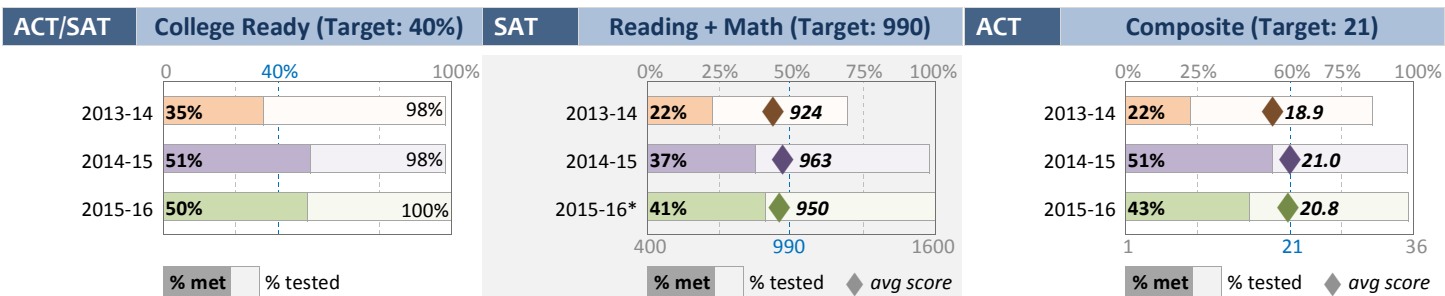 ACT/SAT College Ready (Target: 40%)
0 40% 100%
2013-14 35% 98%
2014-15 51% 98%
2015-16 50% 100%
% met % tested
SAT Reading + Math (Target: 990)
0% 25% 50% 75% 100%
2013-14 22% 924
2014-15 37% 963
2015-16* 41% 950
400 990 1600
% met % tested avg score
ACT Composite (Target: 21)
0% 25% 60% 75% 100%
2013-14 22% 18.9
2014-15 51% 21.0
2015-16 43% 20.8
1 21 36
% met % tested avg score